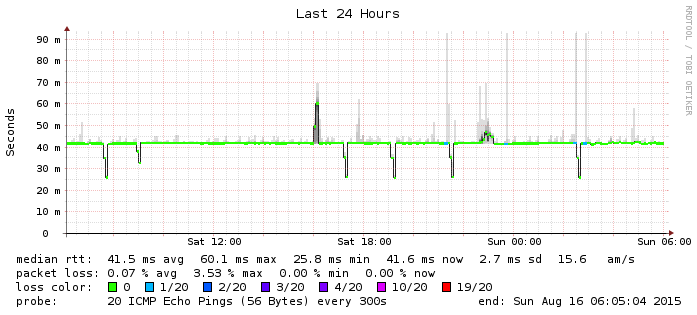 Last 24 Hours
RRDTOOL / TOBI OETIKER
Seconds
90 m
80 m
70 m
60 m
50 m
40 m
30 m
20 m
10 m
0
Sat 12:00 Sat 18:00 Sun 00:00 Sun 06:00
median rtt: 41.5 ms avg 60.1 ms max 25.8 ms min 41.6 ms now 2.7 ms sd 15.6 am/s
packet loss: 0.07 % avg 3.53 % max 0.00 % min 0.00 % now
loss color: 0 1/20 2/20 3/20 4/20 10/20 19/20
probe: 20 ICMP Echo Pings (56 Bytes) every 300s end: Sun Aug 16 06:05:04 2015